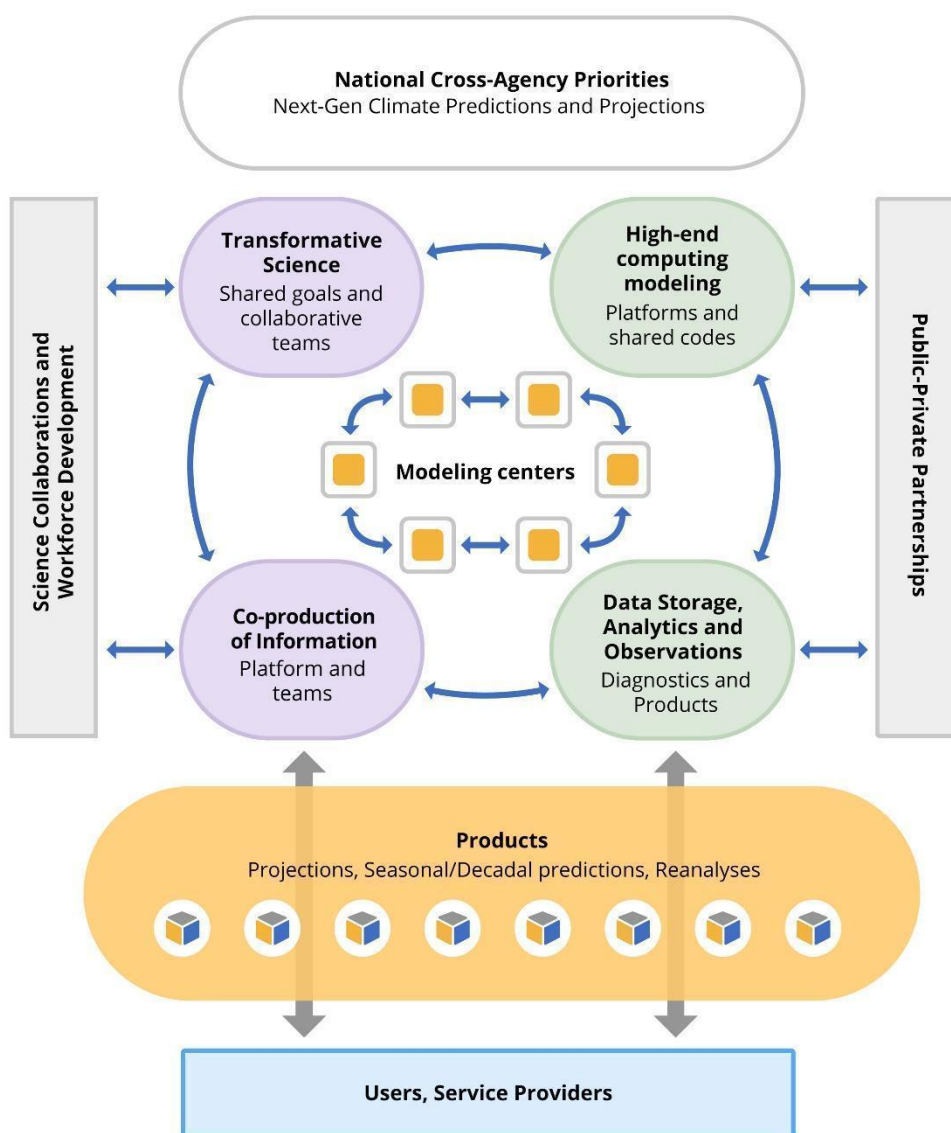 National Cross-Agency Priorities
Next-Gen Climate Predictions and Projections
Science Collaborations and
Workforce Development
Transformative
Science
Shared goals and
collaborative
teams
High-end
computing
modeling
Platforms and
shared codes
Public-Private Partnerships
Modeling centers
Co-production
of Information
Platform and
teams
Data Storage,
Analytics and
Observations
Diagnostics and
Products
Products
Projections, Seasonal/Decadal predictions, Reanalyses
Users, Service Providers